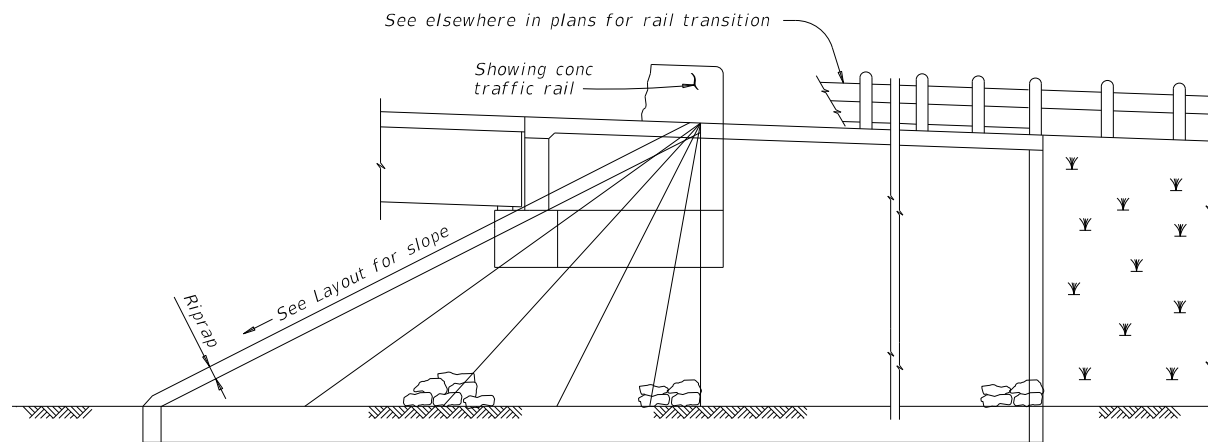 See elsewhere in plans for rail transition
Showing conc
traffic rail
See Layout for slope
Riprap